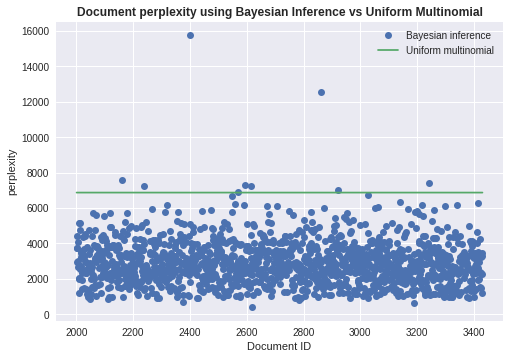 Document perplexity using Bayesian Inference vs Uniform Multinomial
16000
14000
12000
10000
8000
6000
4000
2000
0
perplexity
Bayesian inference
Uniform multinomial
2000 2200 2400 2600 2800 3000 3200 3400
Document ID